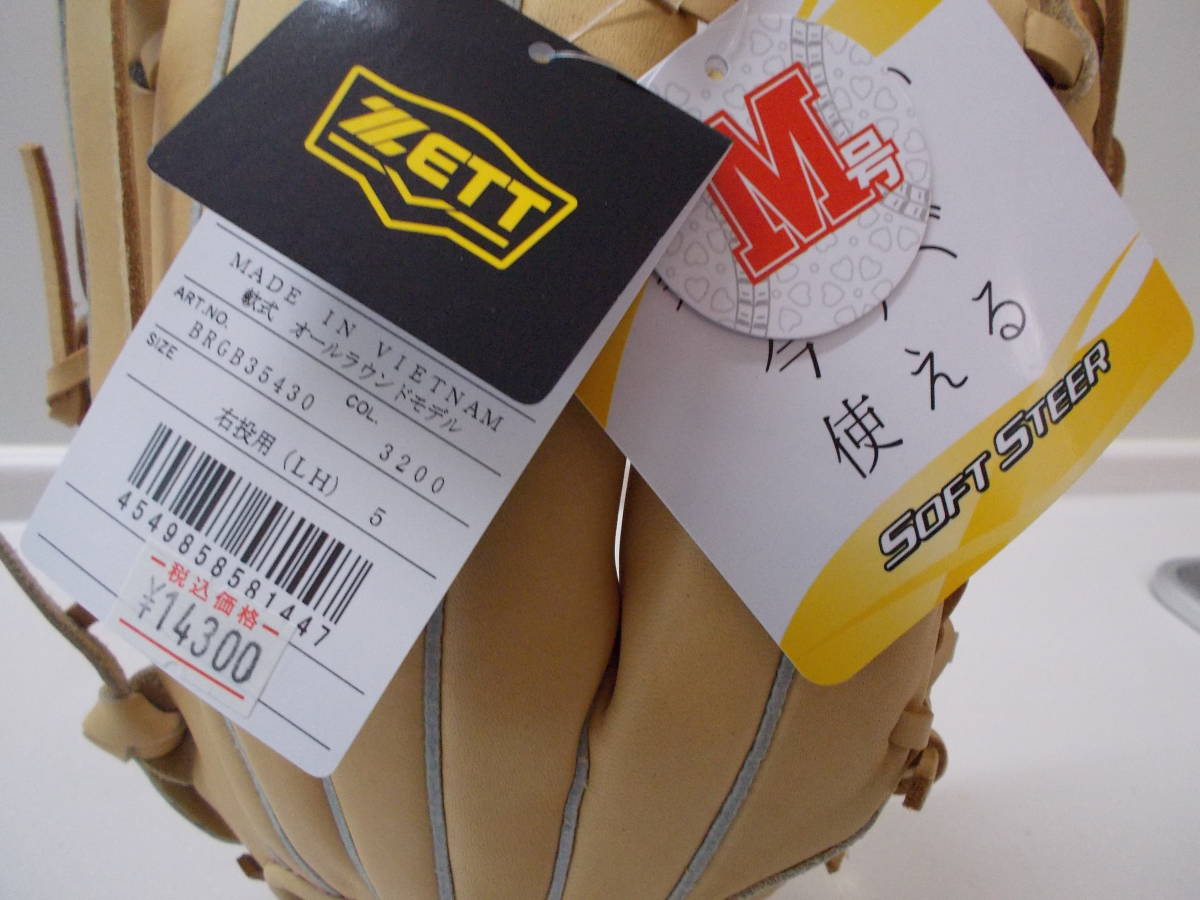 ZETT
MADE IN VIETNAM
軟式 オールラウンドモデル
ART.NO. COL.
BRGB35430 3200
SIZE
右投用 (LH) 5
4549858581447
税込価格
¥14300
M号
使える
SOFT STEER